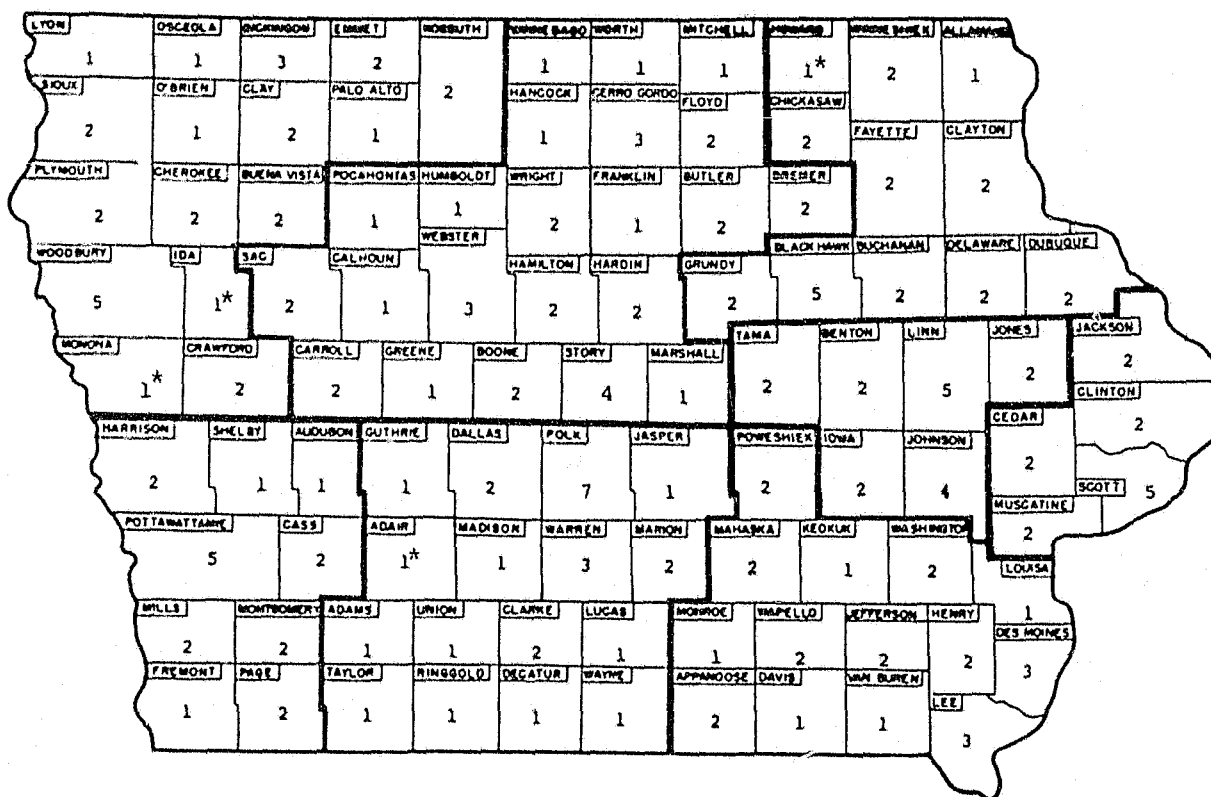 LYON OSCEOLA DICKINSON EMMET KOSSUTH WINNEBAGO WORTH MITCHELL HOWARD WINNESHIEK ALLAMAKEE
1 1 3 2 2 1 1 1 1* 2 1
SIOUX O'BRIEN CLAY PALO ALTO HANCOCK CERRO GORDO FLOYD CHICKASAW FAYETTE CLAYTON
2 1 2 1 1 3 2 2 2 2
PLYMOUTH CHEROKEE BUENA VISTA POCAHONTAS HUMBOLDT WRIGHT FRANKLIN BUTLER BREMER
2 2 2 1 1 2 1 2 2
WOODBURY IDA SAC CALHOUN WEBSTER HAMILTON HARDIN GRUNDY BLACK HAWK BUCHANAN DELAWARE DUBUQUE
5 1* 2 1 3 2 2 2 5 2 2 2
MONONA CRAWFORD CARROLL GREENE BOONE STORY MARSHALL TAMA BENTON LINN JONES JACKSON
1* 2 2 1 2 4 1 2 2 5 2 2
CLINTON
2
HARRISON SHELBY AUDUBON GUTHRIE DALLAS POLK JASPER POWESHIEK IOWA JOHNSON CEDAR
2 1 1 1 2 7 1 2 2 4 2
SCOTT
5
POTTAWATTAMIE CASS ADAIR MADISON WARREN MARION MAHASKA KEOKUK WASHINGTON MUSCATINE
5 2 1* 1 3 2 2 1 2 2
LOUISA
1
MILLS MONTGOMERY ADAMS UNION CLARKE LUCAS MONROE WAPELLO JEFFERSON HENRY DES MOINES
2 2 1 1 2 1 1 2 2 2 3
FREMONT PAGE TAYLOR RINGGOLD DECATUR WAYNE APPANOOSE DAVIS VAN BUREN LEE
1 2 1 1 1 1 2 1 1 3